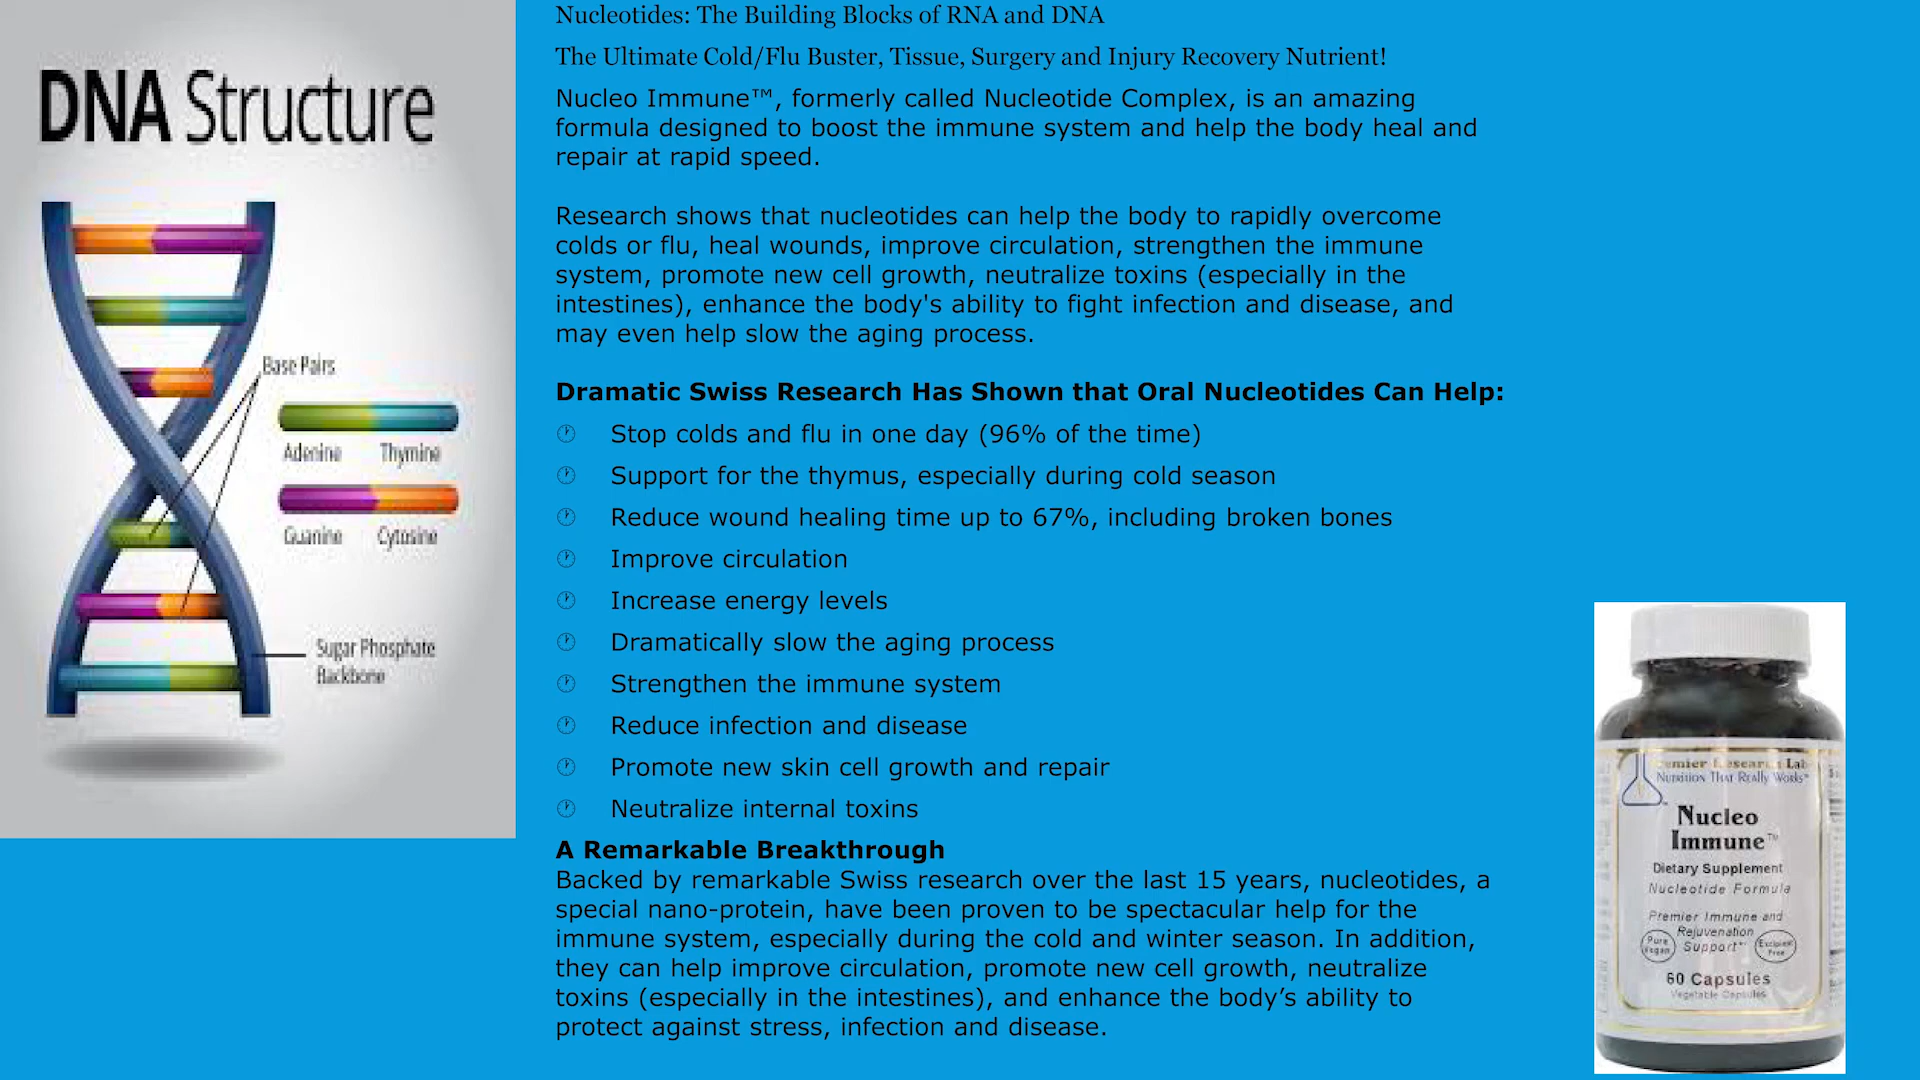 DNA Structure
Base Pairs
Adenine Thymine
Guanine Cytosine
Sugar Phosphate
Backbone
Nucleotides: The Building Blocks of RNA and DNA
The Ultimate Cold/Flu Buster, Tissue, Surgery and Injury Recovery Nutrient!
Nucleo Immune™, formerly called Nucleotide Complex, is an amazing
formula designed to boost the immune system and help the body heal and
repair at rapid speed.
Research shows that nucleotides can help the body to rapidly overcome
colds or flu, heal wounds, improve circulation, strengthen the immune
system, promote new cell growth, neutralize toxins (especially in the
intestines), enhance the body's ability to fight infection and disease, and
may even help slow the aging process.
Dramatic Swiss Research Has Shown that Oral Nucleotides Can Help:
Stop colds and flu in one day (96% of the time)
Support for the thymus, especially during cold season
Reduce wound healing time up to 67%, including broken bones
Improve circulation
Increase energy levels
Dramatically slow the aging process
Strengthen the immune system
Reduce infection and disease
Promote new skin cell growth and repair
Neutralize internal toxins
A Remarkable Breakthrough
Backed by remarkable Swiss research over the last 15 years, nucleotides, a
special nano-protein, have been proven to be spectacular help for the
immune system, especially during the cold and winter season. In addition,
they can help improve circulation, promote new cell growth, neutralize
toxins (especially in the intestines), and enhance the body’s ability to
protect against stress, infection and disease.
Nutrition That Really Works™
Nucleo
Immune™
Dietary Supplement
Nucleotide Formula
Premier Immune and
Rejuvenation
Support™
Pure
Vegan
Excipient
Free
60 Capsules
Vegetable Capsules